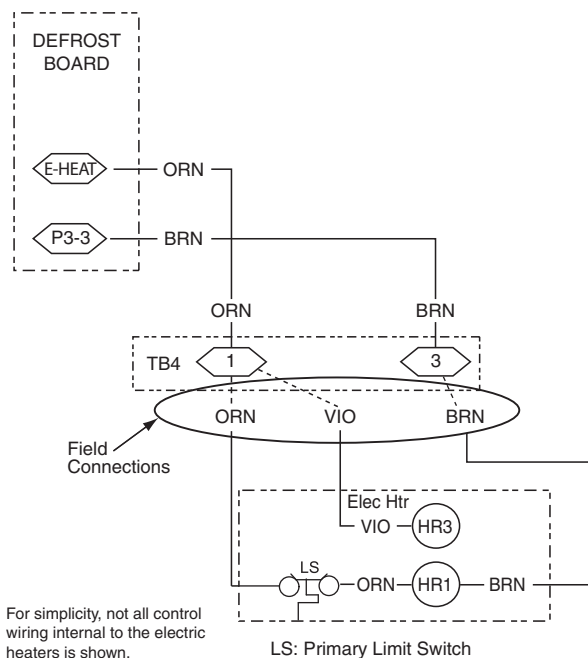 DEFROST
BOARD
E-HEAT
ORN
P3-3
BRN
ORN
BRN
TB4
1
3
ORN
VIO
BRN
Field
Connections
Elec Htr
VIO
HR3
LS
ORN
HR1
BRN
For simplicity, not all control
wiring internal to the electric
heaters is shown.
LS: Primary Limit Switch